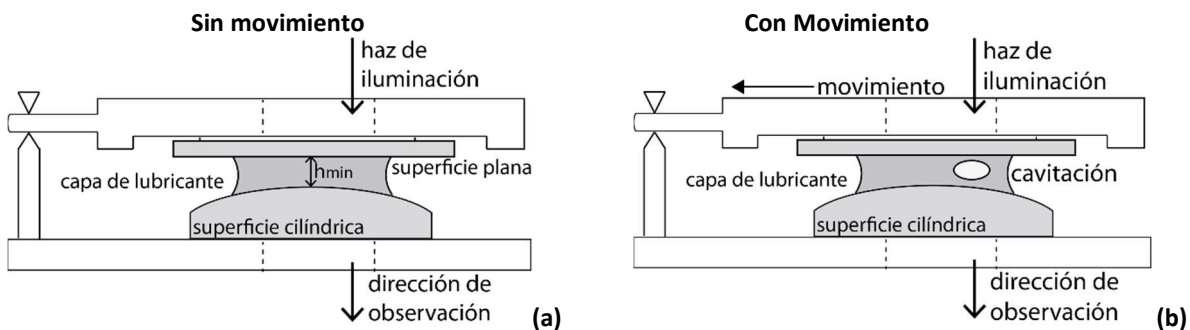 Sin movimiento
haz de
iluminación
hmin
superficie plana
capa de lubricante
superficie cilíndrica
dirección de
observación
(a)
Con Movimiento
haz de
iluminación
movimiento
capa de lubricante
cavitación
superficie cilíndrica
dirección de
observación
(b)